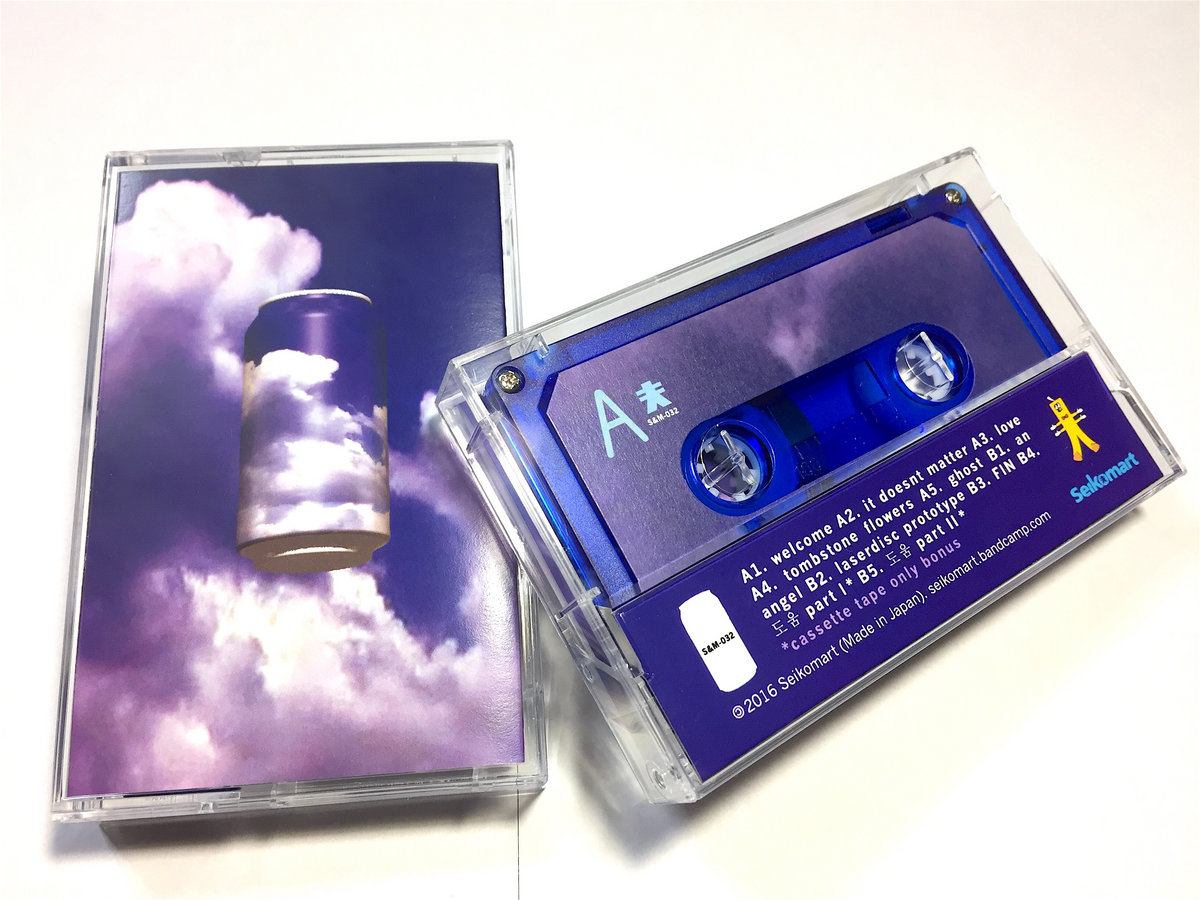 A
S&M-032
A1. welcome A2. it doesnt matter A3. love
A4. tombstone flowers A5. ghost B1. an
angel B2. laserdisc prototype B3. FIN B4.
도움 part I* B5. 도움 part II*
*cassette tape only bonus
©2016 Seikomart (Made in Japan). seikomart.bandcamp.com
S&M-032
Seikomart